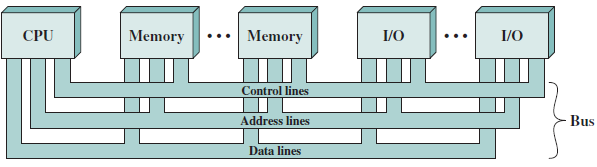 CPU Memory ••• Memory I/O ••• I/O
Control lines
Address lines
Bus
Data lines